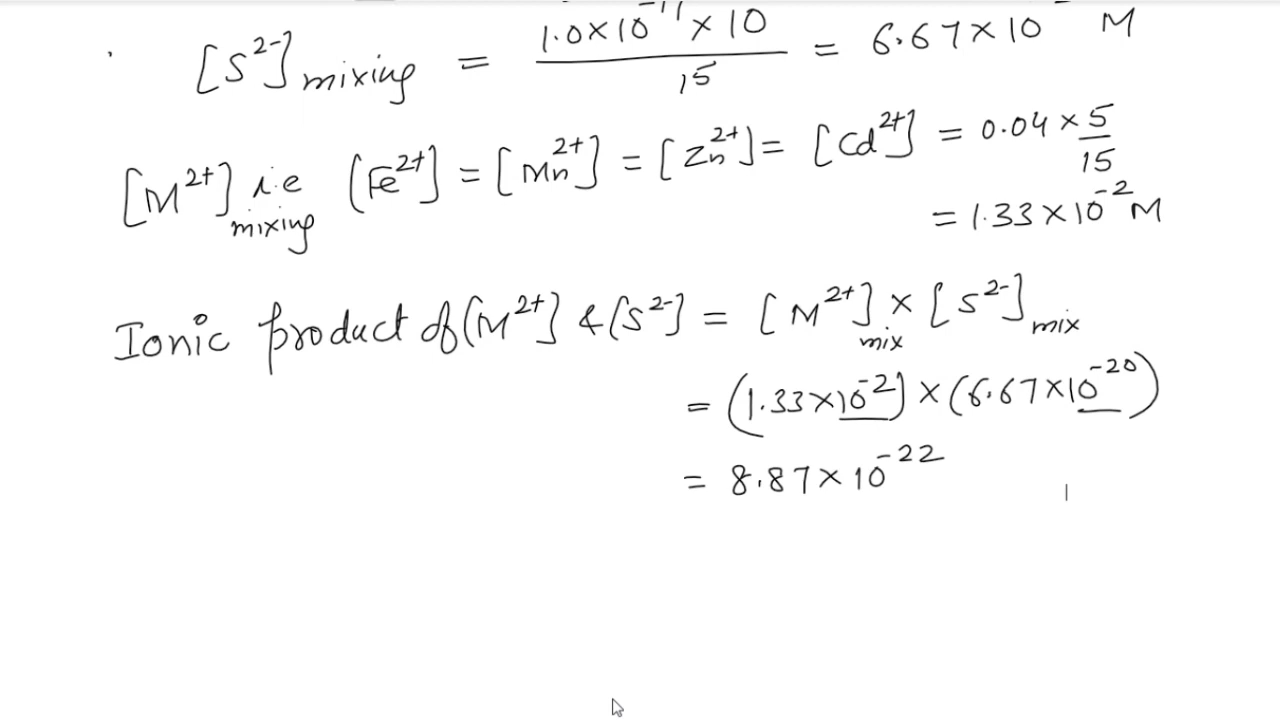 [S²⁻]mixing = 1.0×10 × 10 / 15 = 6.67×10 M
[M²⁺]mixing i.e [Fe²⁺] = [Mn²⁺] = [Zn²⁺] = [Cd²⁺] = 0.04 × 5/15
= 1.33×10⁻² M
Ionic product of [M²⁺] & [S²⁻] = [M²⁺]mix × [S²⁻]mix
= (1.33×10⁻²) × (6.67×10⁻²⁰)
= 8.87×10⁻²²